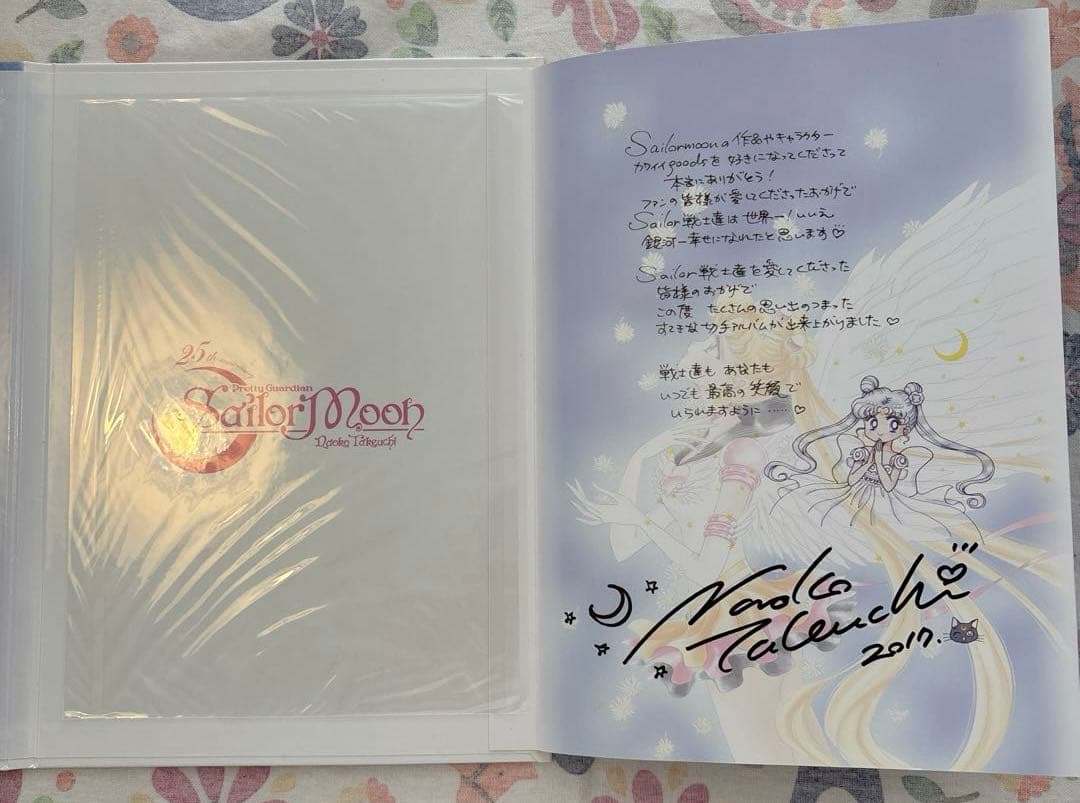 25th anniversary
Pretty Guardian
Sailor Moon
Naoko Takeuchi
Sailormoonの作品やキャラクター
カワイイgoodsを 好きになってくださって
本当にありがとう!
ファンの皆様が愛してくださったおかげで
Sailor戦士達は 世界一!いいえ
銀河一幸せになれたと思います♡
Sailor戦士達を愛してくださった
皆様のおかげで
この度 たくさんの思い出のつまった
すてきな切手アルバムが出来上がりました♡
戦士達も あなたも
いつでも 最高の笑顔で
いられますように……♡
Naoko
Takeuchi
2017.